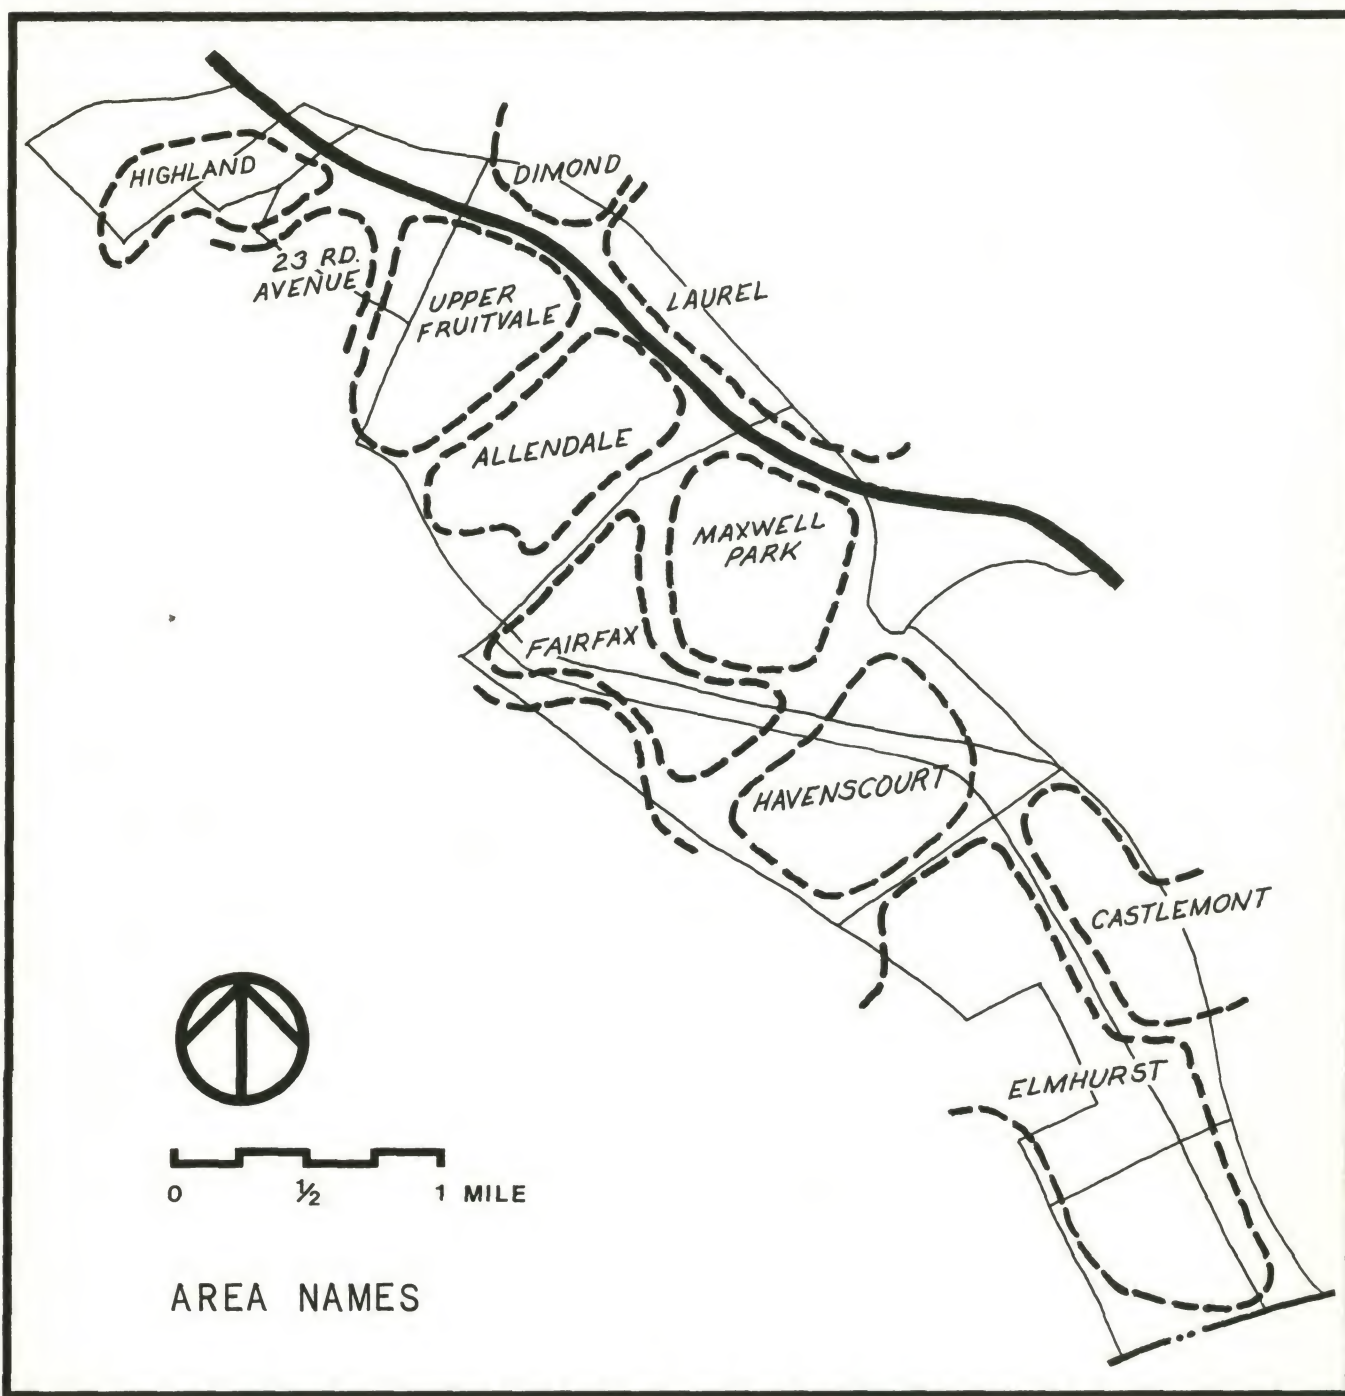 HIGHLAND
DIMOND
23 RD.
AVENUE
UPPER
FRUITVALE
LAUREL
ALLENDALE
MAXWELL
PARK
FAIRFAX
HAVENSCOURT
CASTLEMONT
ELMHURST
0 1/2 1 MILE
AREA NAMES